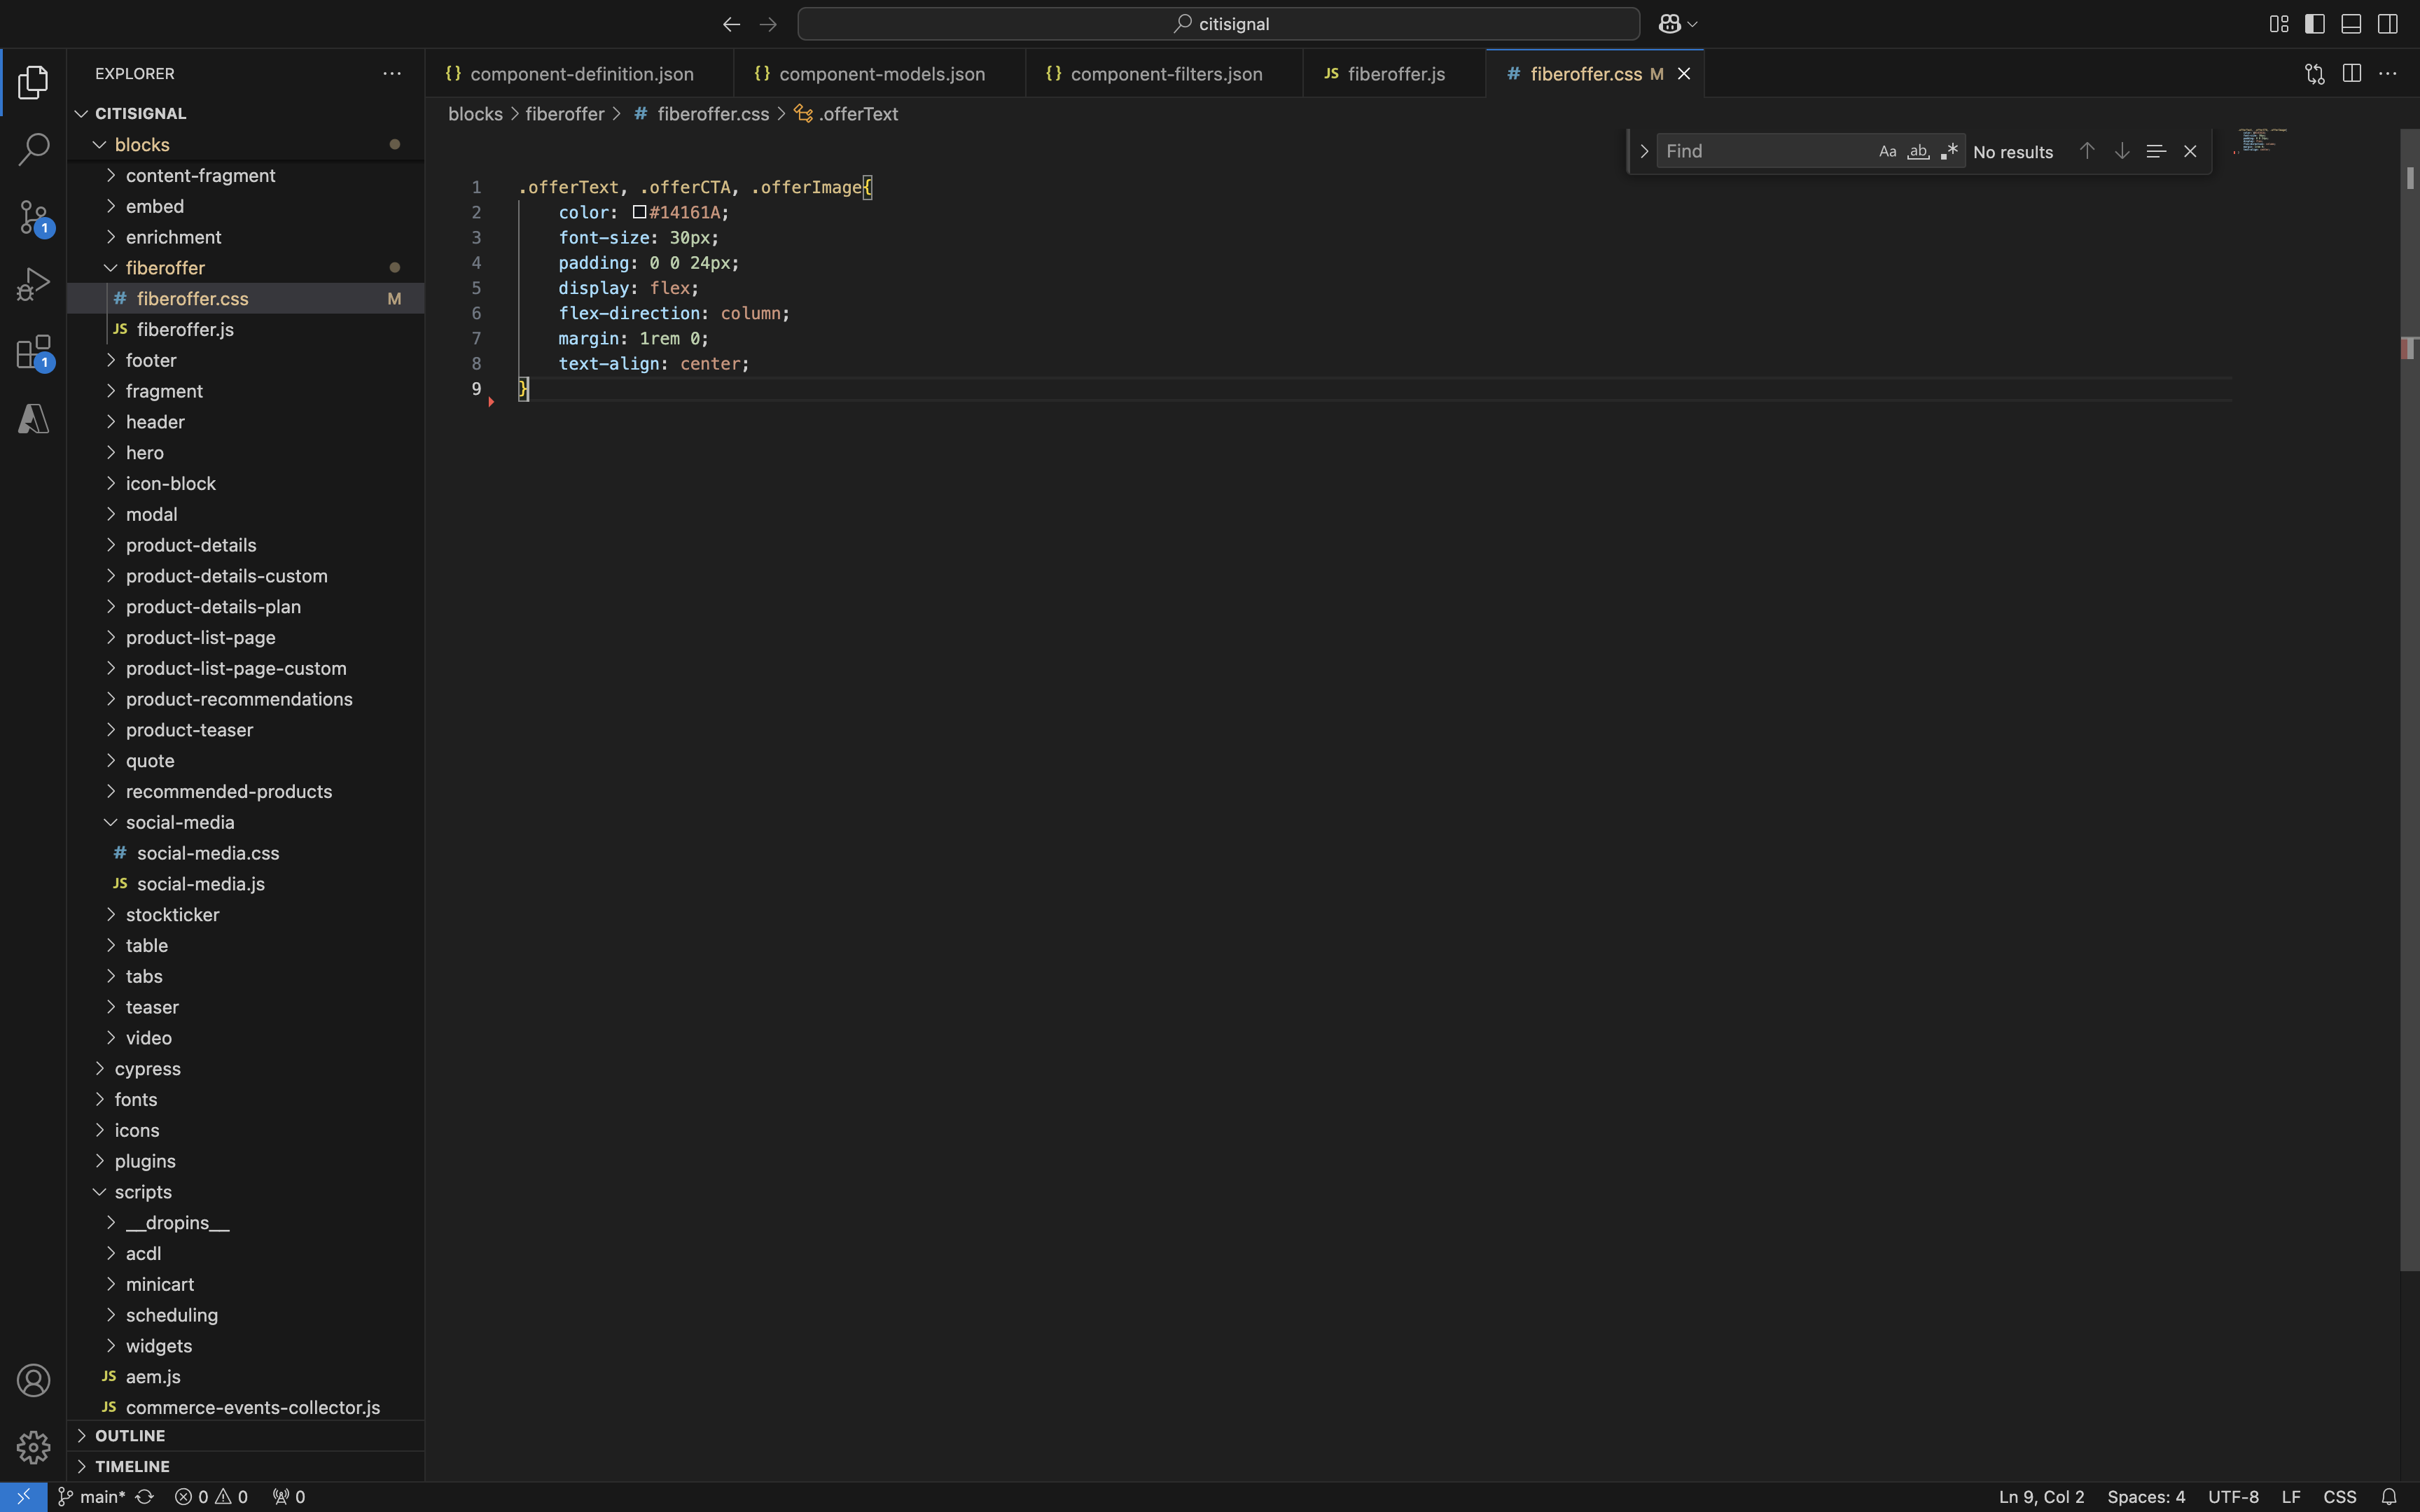 citisignal
EXPLORER
component-definition.json
component-models.json
component-filters.json
JS fiberoffer.js
# fiberoffer.css M
CITISIGNAL
blocks > fiberoffer > # fiberoffer.css > .offerText
blocks
Find
Aa
ab
No results
content-fragment
embed
enrichment
fiberoffer
# fiberoffer.css M
JS fiberoffer.js
footer
fragment
header
hero
icon-block
modal
product-details
product-details-custom
product-details-plan
product-list-page
product-list-page-custom
product-recommendations
product-teaser
quote
recommended-products
social-media
# social-media.css
JS social-media.js
stockticker
table
tabs
teaser
video
cypress
fonts
icons
plugins
scripts
__dropins__
acdl
minicart
scheduling
widgets
JS aem.js
JS commerce-events-collector.js
OUTLINE
TIMELINE
1
1
1 .offerText, .offerCTA, .offerImage{
2 color: #14161A;
3 font-size: 30px;
4 padding: 0 0 24px;
5 display: flex;
6 flex-direction: column;
7 margin: 1rem 0;
8 text-align: center;
9 }
main* 0 0 0
Ln 9, Col 2 Spaces: 4 UTF-8 LF CSS